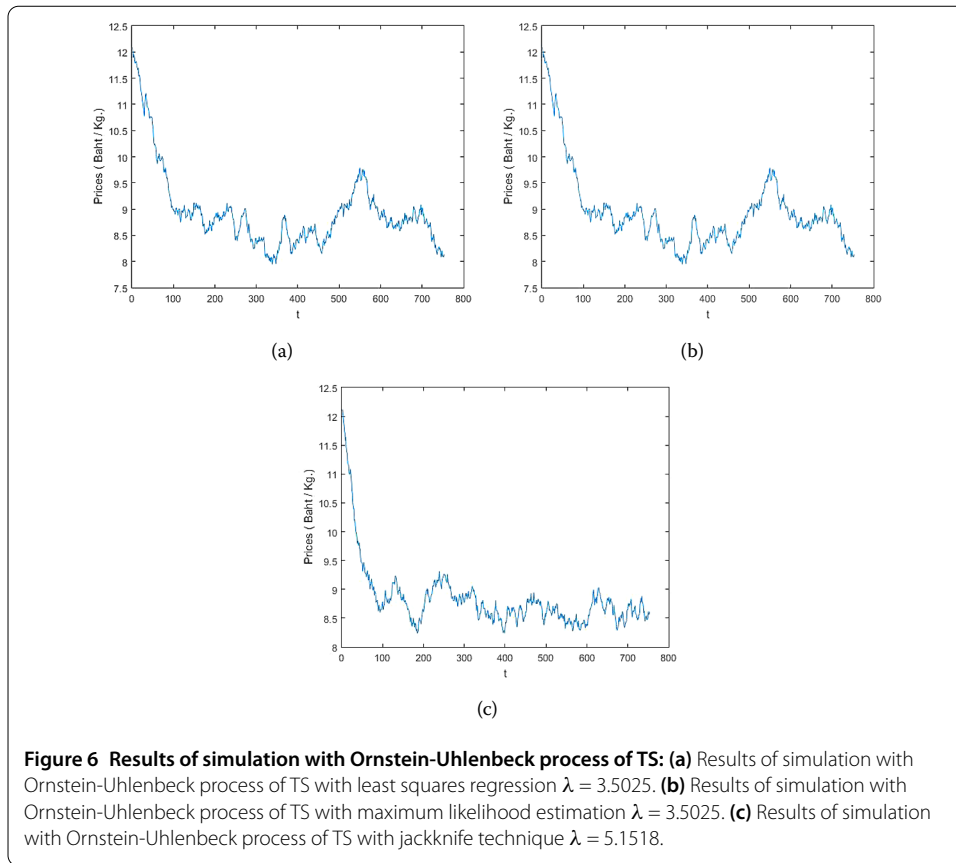 12.5
12
11.5
11
10.5
10
9.5
9
8.5
8
7.5
Prices ( Baht / Kg.)
0 100 200 300 400 500 600 700 800
t
(a)
12.5
12
11.5
11
10.5
10
9.5
9
8.5
8
7.5
Prices ( Baht / Kg.)
0 100 200 300 400 500 600 700 800
t
(b)
12.5
12
11.5
11
10.5
10
9.5
9
8.5
8
Prices ( Baht / Kg.)
0 100 200 300 400 500 600 700 800
t
(c)
Figure 6 Results of simulation with Ornstein-Uhlenbeck process of TS: (a) Results of simulation with
Ornstein-Uhlenbeck process of TS with least squares regression λ = 3.5025. (b) Results of simulation with
Ornstein-Uhlenbeck process of TS with maximum likelihood estimation λ = 3.5025. (c) Results of simulation
with Ornstein-Uhlenbeck process of TS with jackknife technique λ = 5.1518.